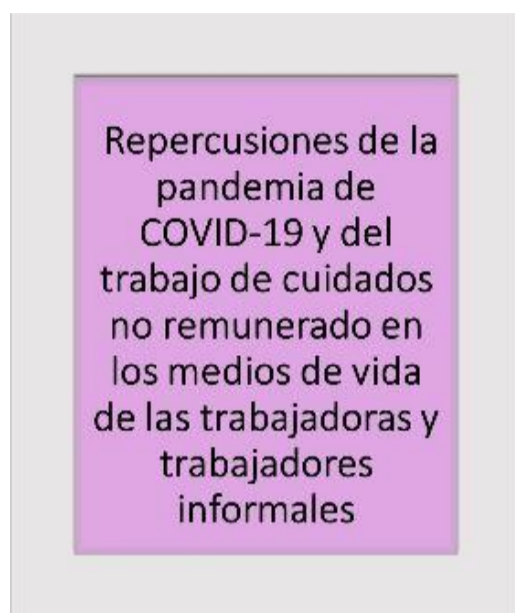 Repercusiones de la
pandemia de
COVID-19 y del
trabajo de cuidados
no remunerado en
los medios de vida
de las trabajadoras y
trabajadores
informales